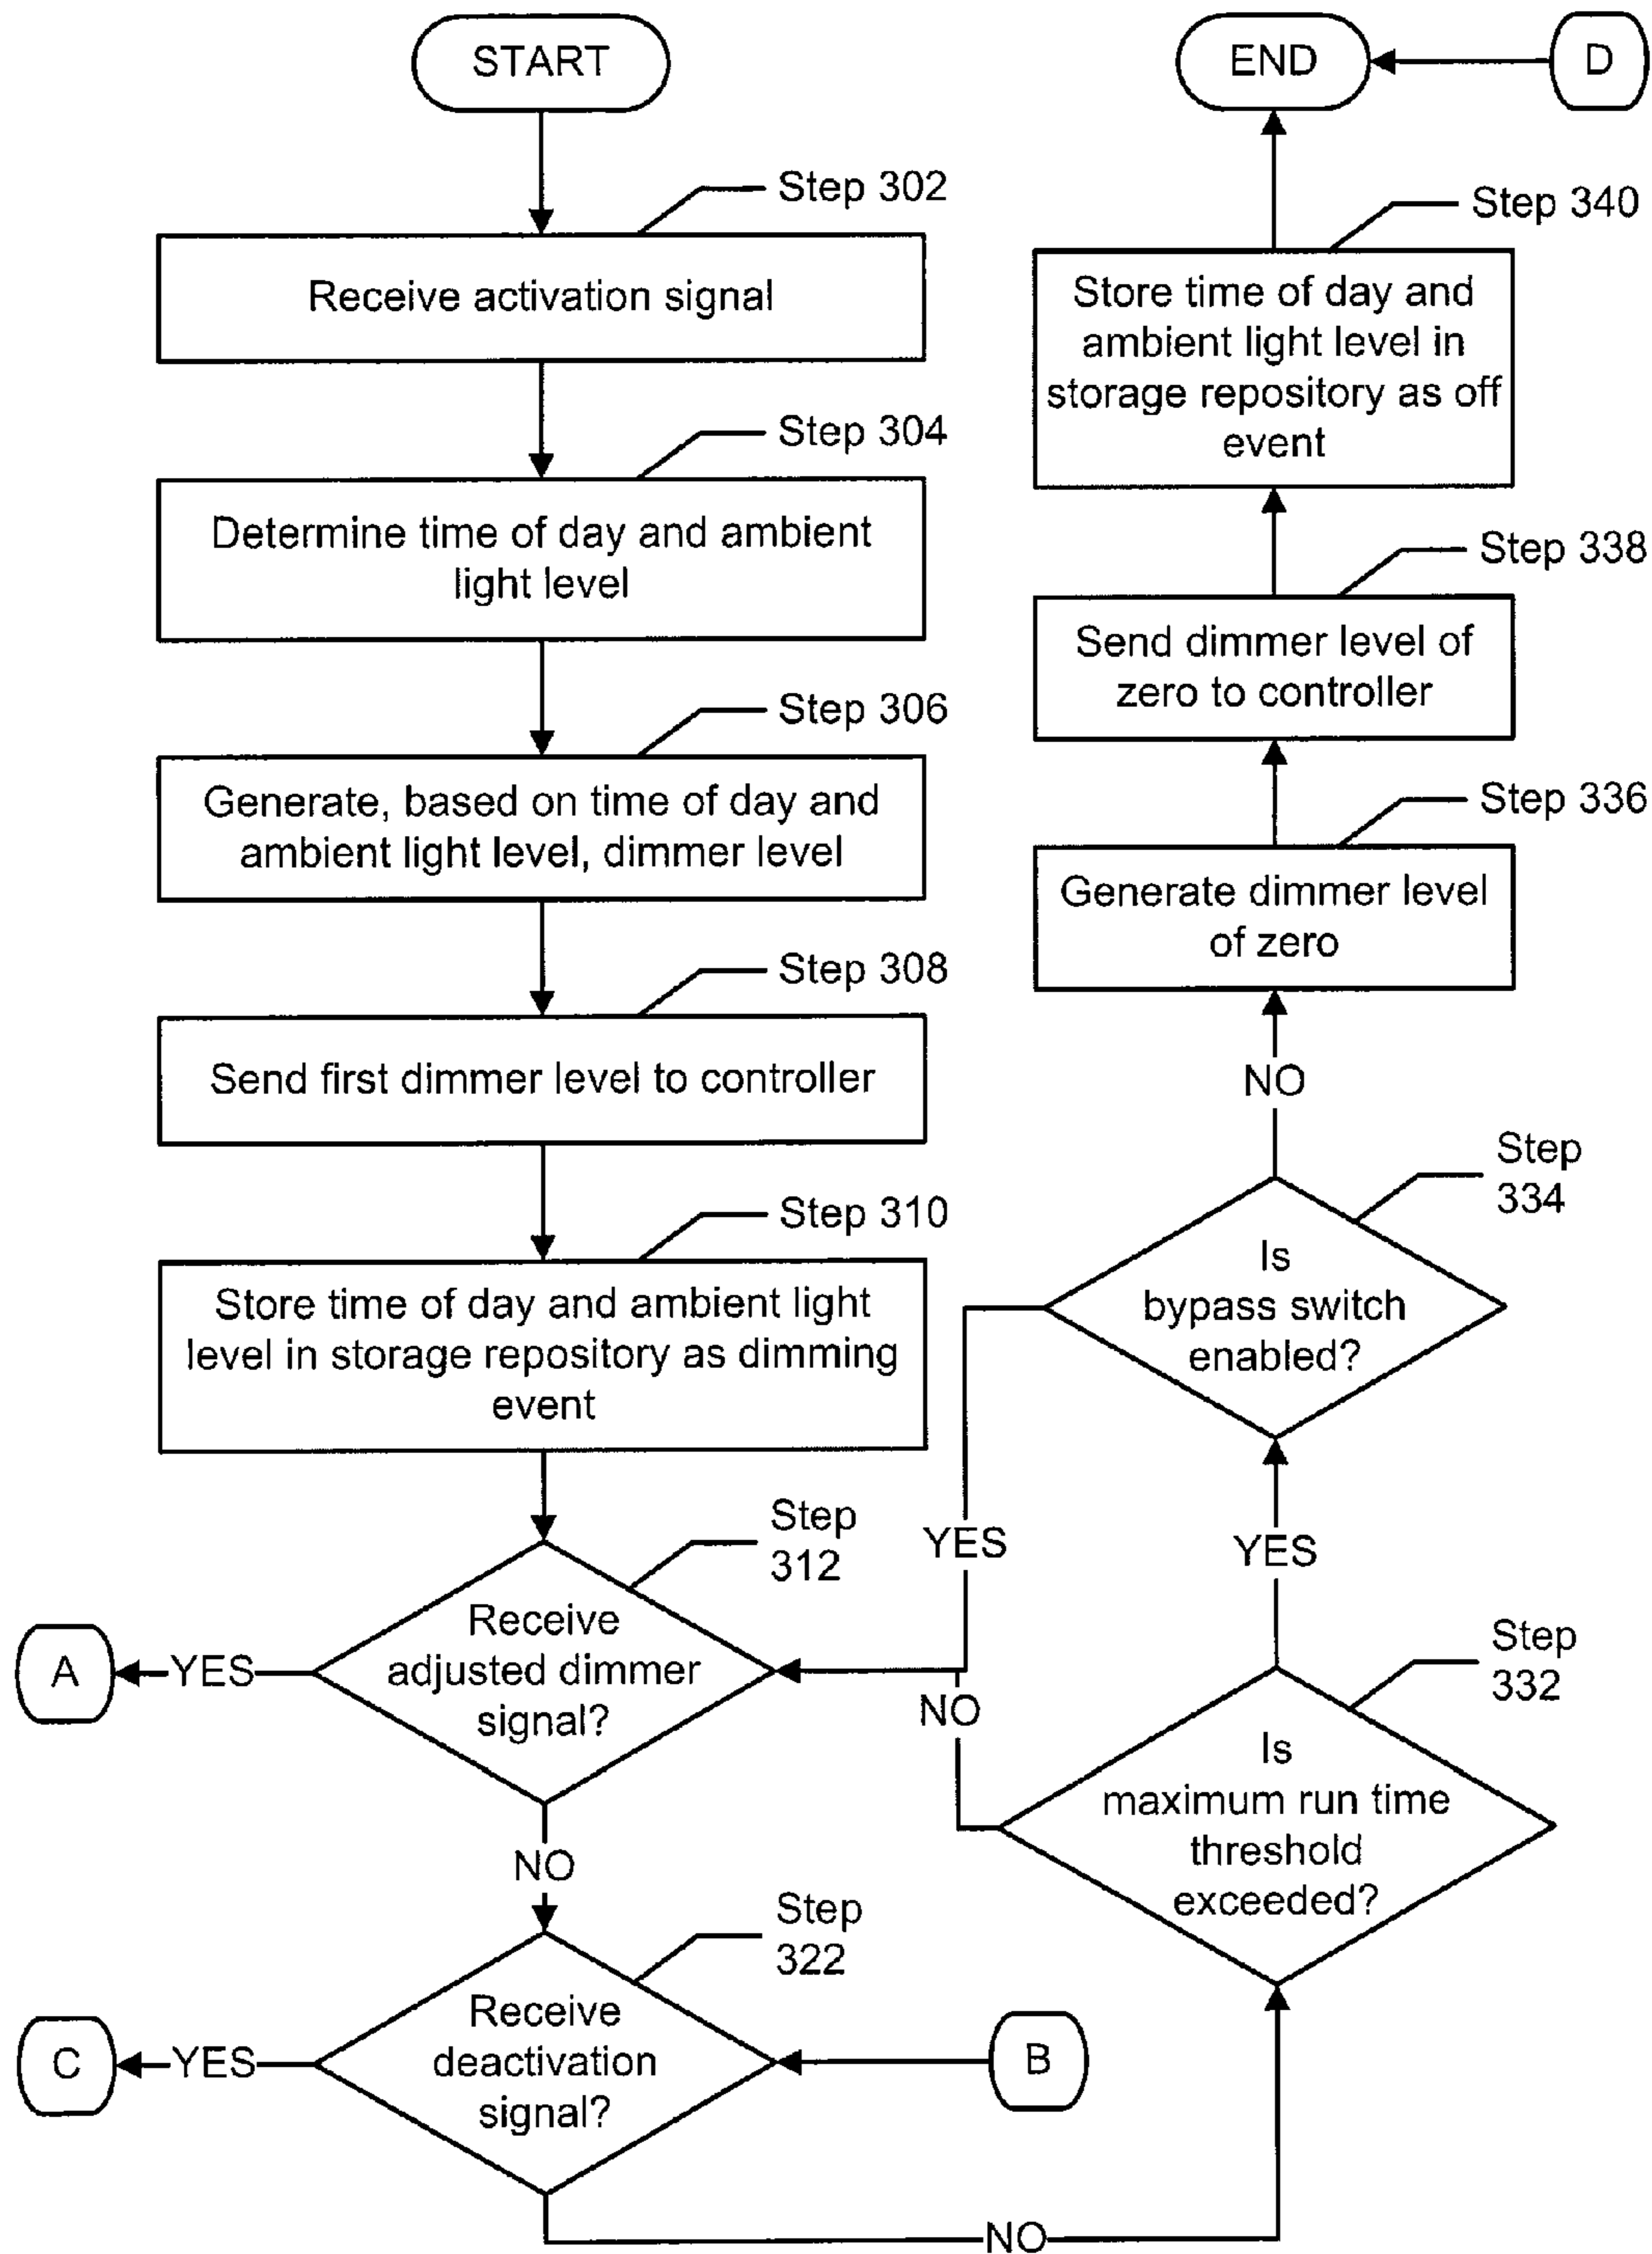 START
Step 302
Receive activation signal
Step 304
Determine time of day and ambient
light level
Step 306
Generate, based on time of day and
ambient light level, dimmer level
Step 308
Send first dimmer level to controller
Step 310
Store time of day and ambient light
level in storage repository as dimming
event
Step
312
Receive
adjusted dimmer
signal?
YES
A
NO
Step
322
Receive
deactivation
signal?
YES
C
B
NO
Step
332
Is
maximum run time
threshold
exceeded?
NO
YES
Step
334
Is
bypass switch
enabled?
YES
NO
Step 336
Generate dimmer level
of zero
Step 338
Send dimmer level of
zero to controller
Step 340
Store time of day and
ambient light level in
storage repository as off
event
END
D